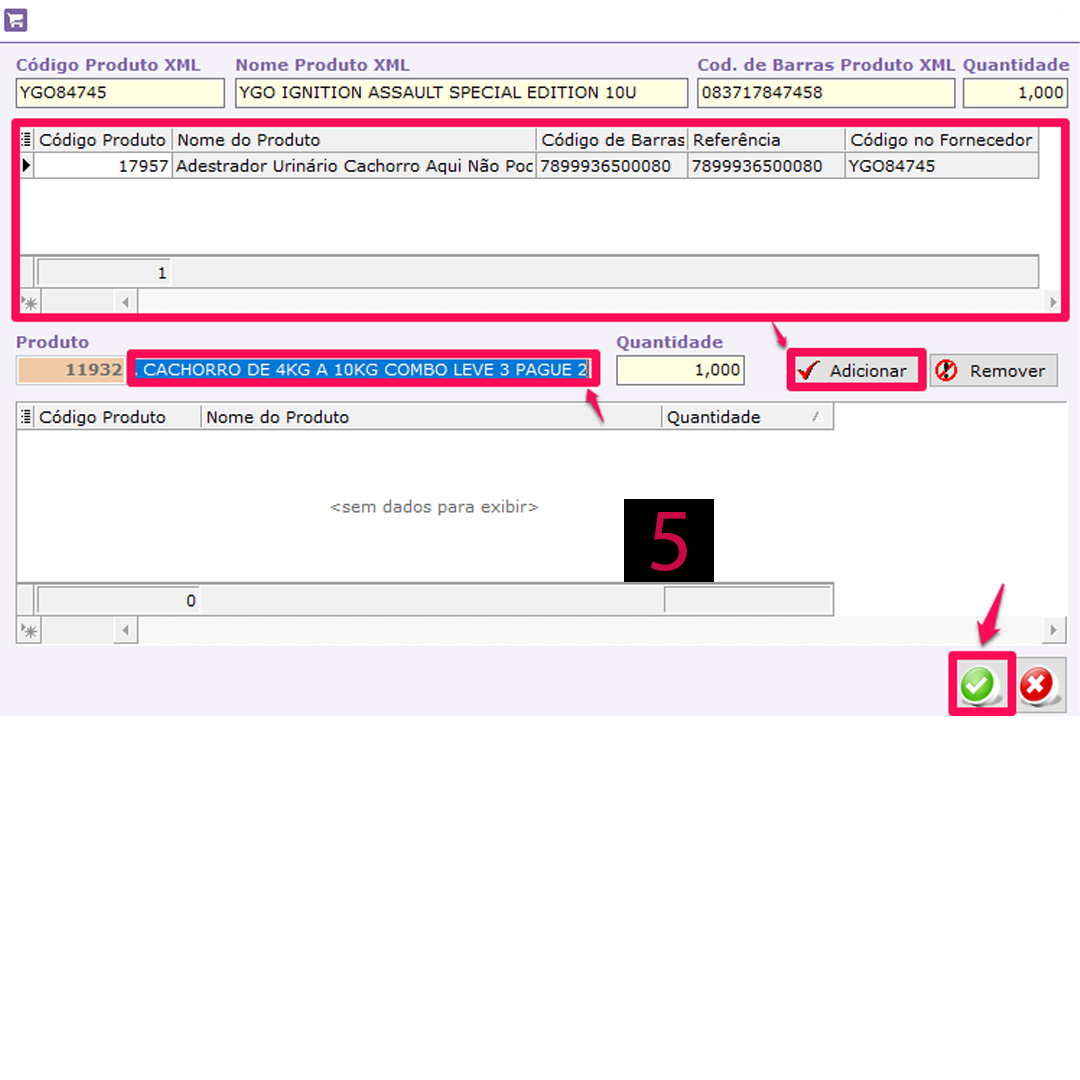 Código Produto XML Nome Produto XML Cod. de Barras Produto XML Quantidade
YGO84745 YGO IGNITION ASSAULT SPECIAL EDITION 10U 083717847458 1,000
Código Produto Nome do Produto Código de Barras Referência Código no Fornecedor
17957 Adestrador Urinário Cachorro Aqui Não Poc 7899936500080 7899936500080 YGO84745
1
Produto Quantidade
11932 CACHORRO DE 4KG A 10KG COMBO LEVE 3 PAGUE 2 1,000 Adicionar Remover
Código Produto Nome do Produto Quantidade
<sem dados para exibir>
5
0